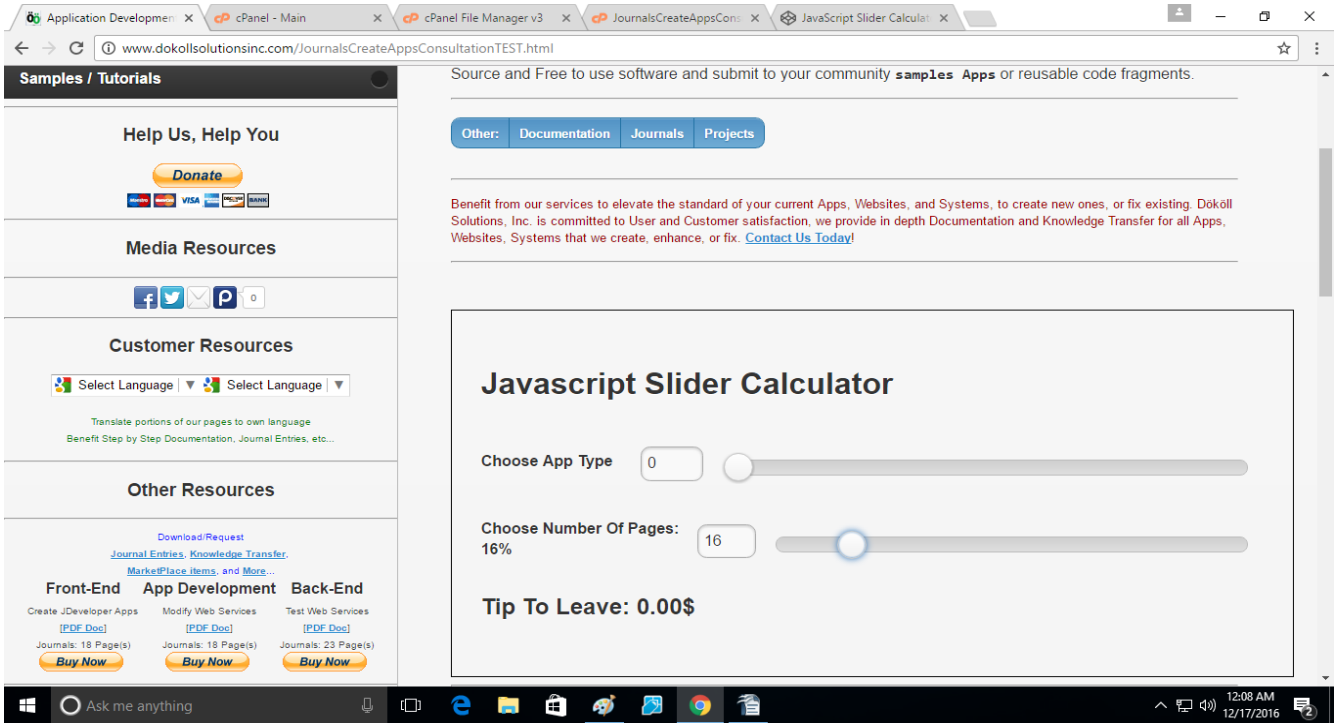 Application Developmen
cPanel - Main
cPanel File Manager v3
JournalsCreateAppsCons
JavaScript Slider Calculat
www.dokollsolutionsinc.com/JournalsCreateAppsConsultationTEST.html
Samples / Tutorials
Help Us, Help You
Donate
VISA
BANK
Media Resources
0
Customer Resources
Select Language ▼ Select Language ▼
Translate portions of our pages to own language
Benefit Step by Step Documentation, Journal Entries, etc...
Other Resources
Download/Request
Journal Entries, Knowledge Transfer,
MarketPlace items, and More...
Front-End App Development Back-End
Create JDeveloper Apps Modify Web Services Test Web Services
[PDF Doc] [PDF Doc] [PDF Doc]
Journals: 18 Page(s) Journals: 18 Page(s) Journals: 23 Page(s)
Buy Now Buy Now Buy Now
Source and Free to use software and submit to your community samples Apps or reusable code fragments.
Other: Documentation Journals Projects
Benefit from our services to elevate the standard of your current Apps, Websites, and Systems, to create new ones, or fix existing. Dököll
Solutions, Inc. is committed to User and Customer satisfaction, we provide in depth Documentation and Knowledge Transfer for all Apps,
Websites, Systems that we create, enhance, or fix. Contact Us Today!
Javascript Slider Calculator
Choose App Type 0
Choose Number Of Pages:
16%
16
Tip To Leave: 0.00$
Ask me anything
12:08 AM
12/17/2016
2